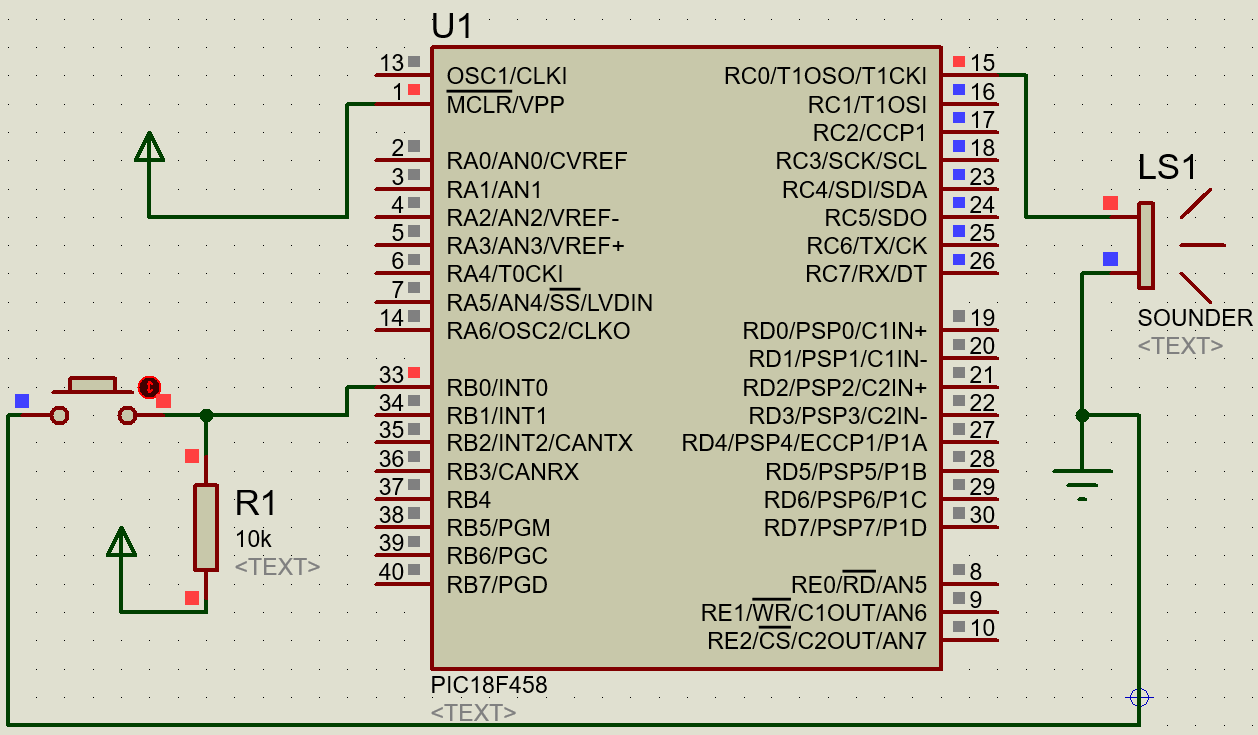 U1
13 OSC1/CLKI
1 MCLR/VPP
2 RA0/AN0/CVREF
3 RA1/AN1
4 RA2/AN2/VREF-
5 RA3/AN3/VREF+
6 RA4/T0CKI
7 RA5/AN4/SS/LVDIN
14 RA6/OSC2/CLKO
33 RB0/INT0
34 RB1/INT1
35 RB2/INT2/CANTX
36 RB3/CANRX
37 RB4
38 RB5/PGM
39 RB6/PGC
40 RB7/PGD
RC0/T1OSO/T1CKI 15
RC1/T1OSI 16
RC2/CCP1 17
RC3/SCK/SCL 18
RC4/SDI/SDA 23
RC5/SDO 24
RC6/TX/CK 25
RC7/RX/DT 26
RD0/PSP0/C1IN+ 19
RD1/PSP1/C1IN- 20
RD2/PSP2/C2IN+ 21
RD3/PSP3/C2IN- 22
RD4/PSP4/ECCP1/P1A 27
RD5/PSP5/P1B 28
RD6/PSP6/P1C 29
RD7/PSP7/P1D 30
RE0/RD/AN5 8
RE1/WR/C1OUT/AN6 9
RE2/CS/C2OUT/AN7 10
PIC18F458
<TEXT>
R1
10k
<TEXT>
LS1
SOUNDER
<TEXT>